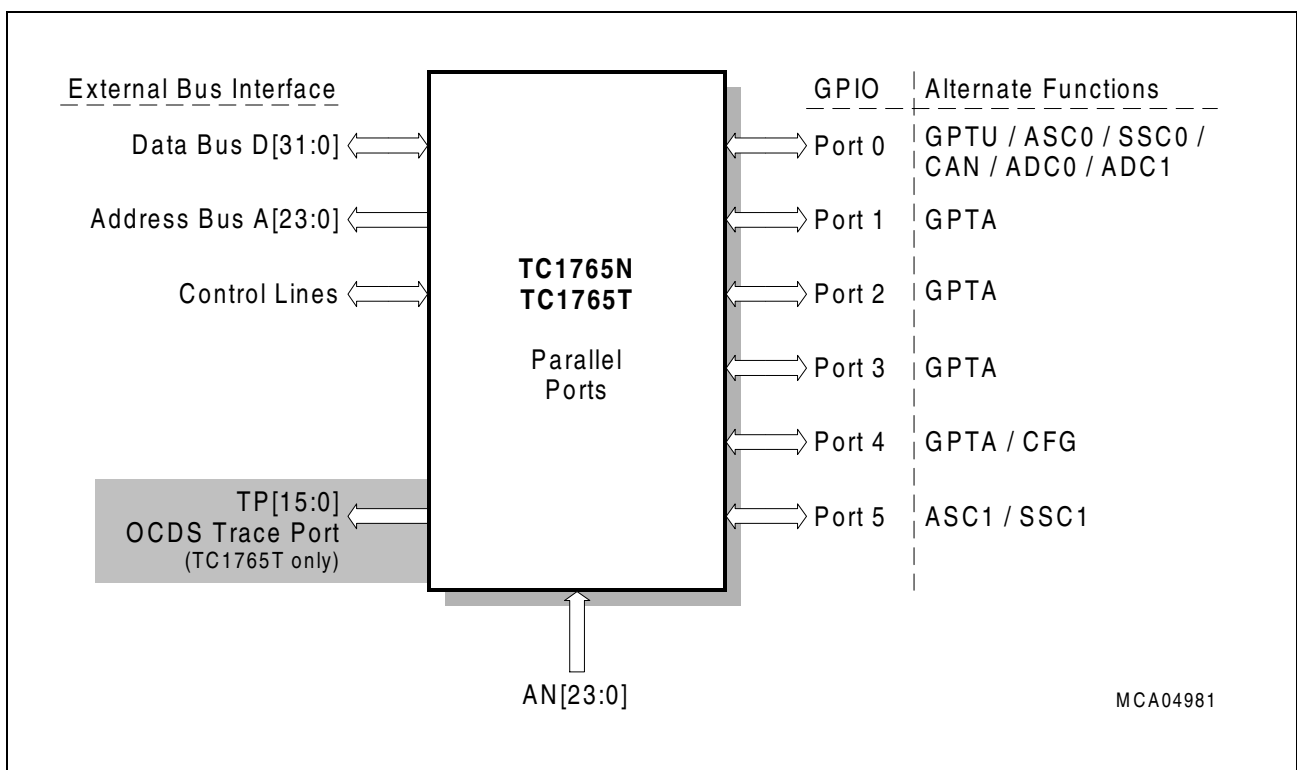 External Bus Interface
Data Bus D[31:0]
Address Bus A[23:0]
Control Lines
TP[15:0]
OCDS Trace Port
(TC1765T only)
TC1765N
TC1765T
Parallel
Ports
AN[23:0]
GPIO
Alternate Functions
Port 0
GPTU / ASC0 / SSC0 /
CAN / ADC0 / ADC1
Port 1
GPTA
Port 2
GPTA
Port 3
GPTA
Port 4
GPTA / CFG
Port 5
ASC1 / SSC1
MCA04981